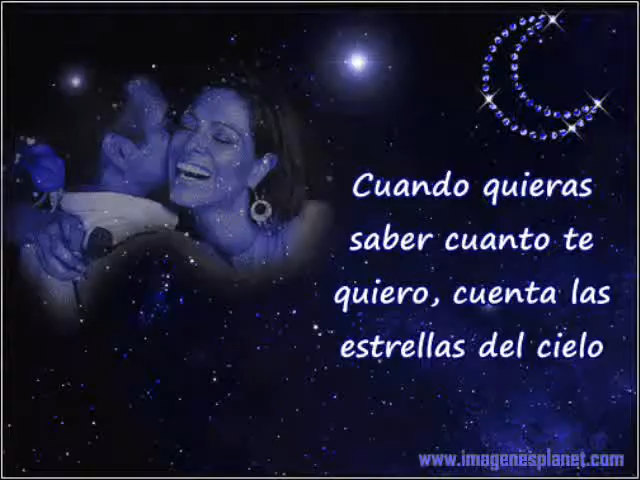 Cuando quieras
saber cuanto te
quiero, cuenta las
estrellas del cielo
www.imagenesplanet.com